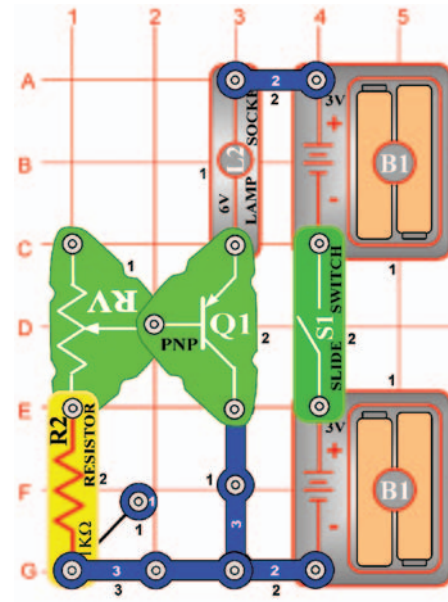 1 2 3 4 5
A
2
2
3V
+
SOCKET
L2
LAMP
6V
1
B
B1
-
C
1
1
RV
D
PNP
Q1
2
S1
SLIDE SWITCH
2
1
E
R2
RESISTOR
3V
+
F
2
1
1
1
3
B1
-
1KΩ
G
3
3
2
2